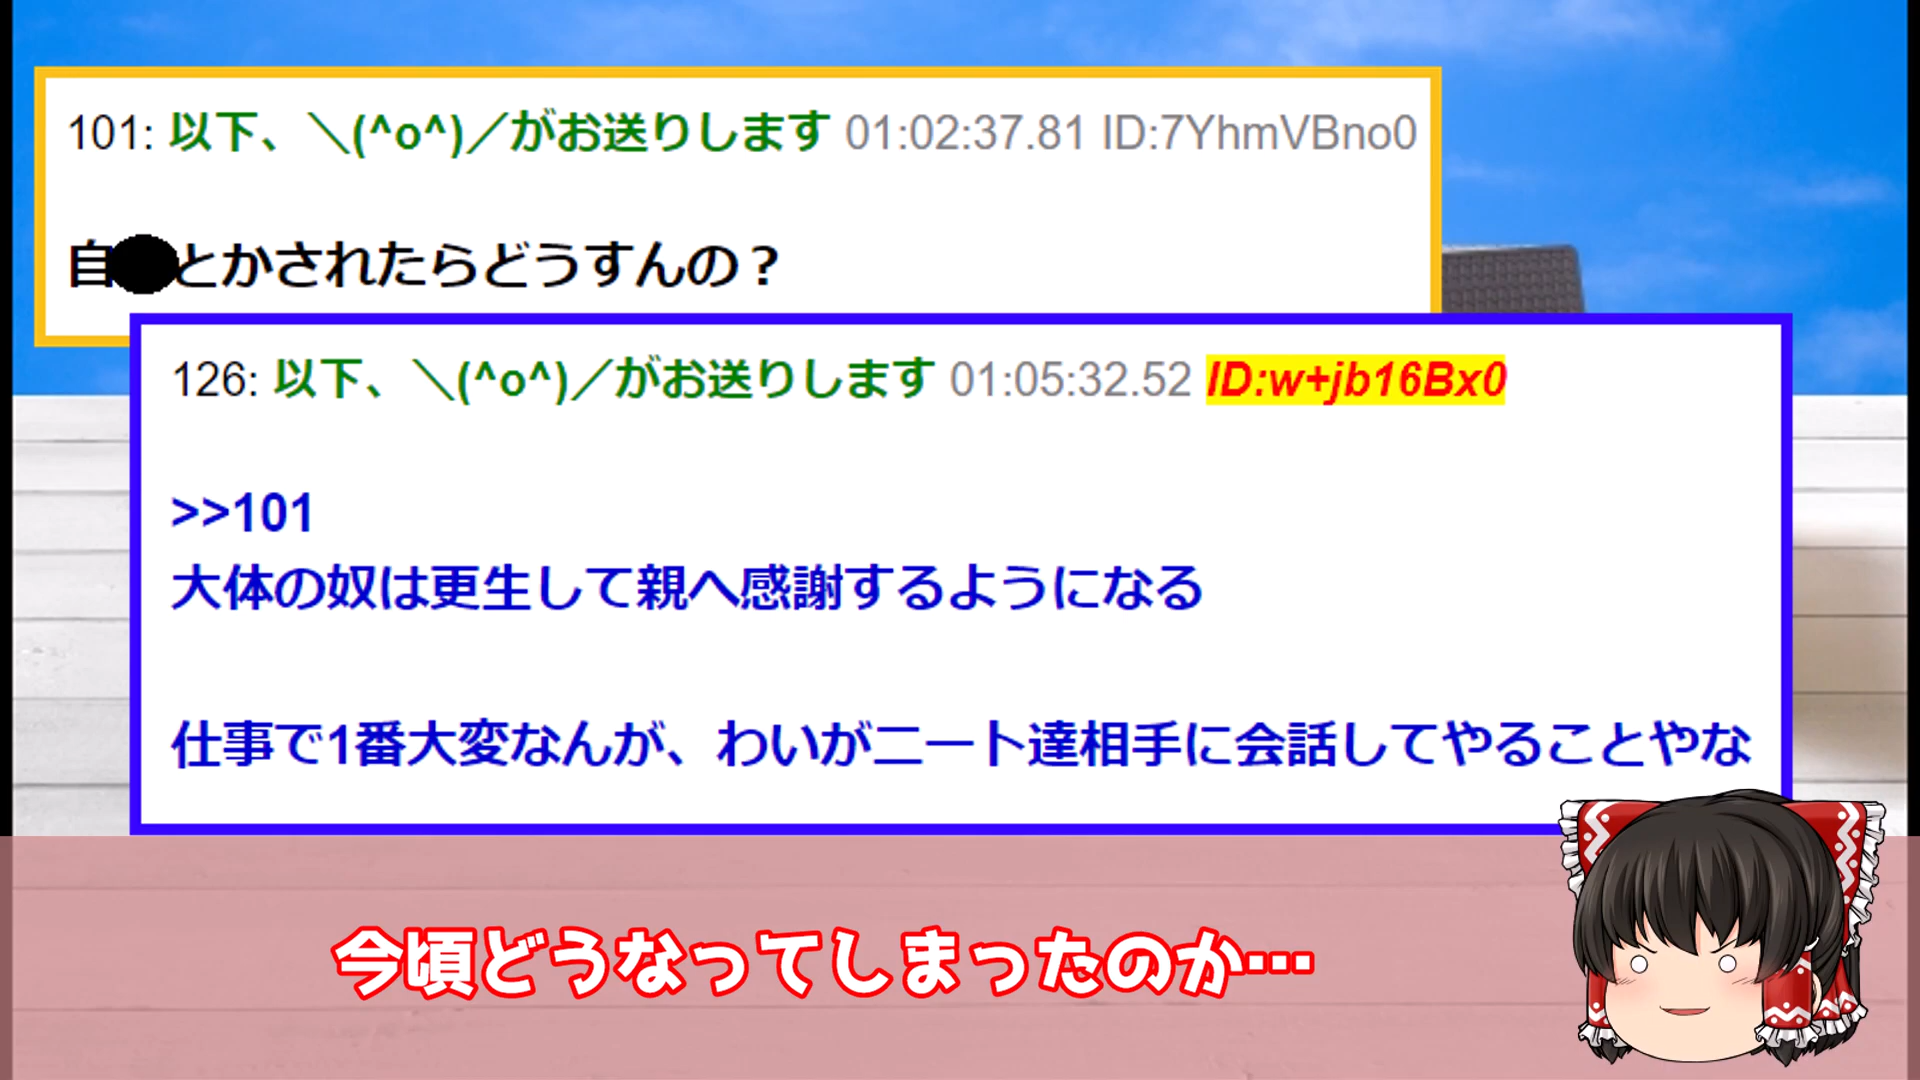 101: 以下、＼(^o^)／がお送りします 01:02:37.81 ID:7YhmVBno0
自●とかされたらどうすんの？
126: 以下、＼(^o^)／がお送りします 01:05:32.52 ID:w+jb16Bx0
>>101
大体の奴は更生して親へ感謝するようになる
仕事で1番大変なんが、わいがニート達相手に会話してやることやな
今頃どうなってしまったのか…